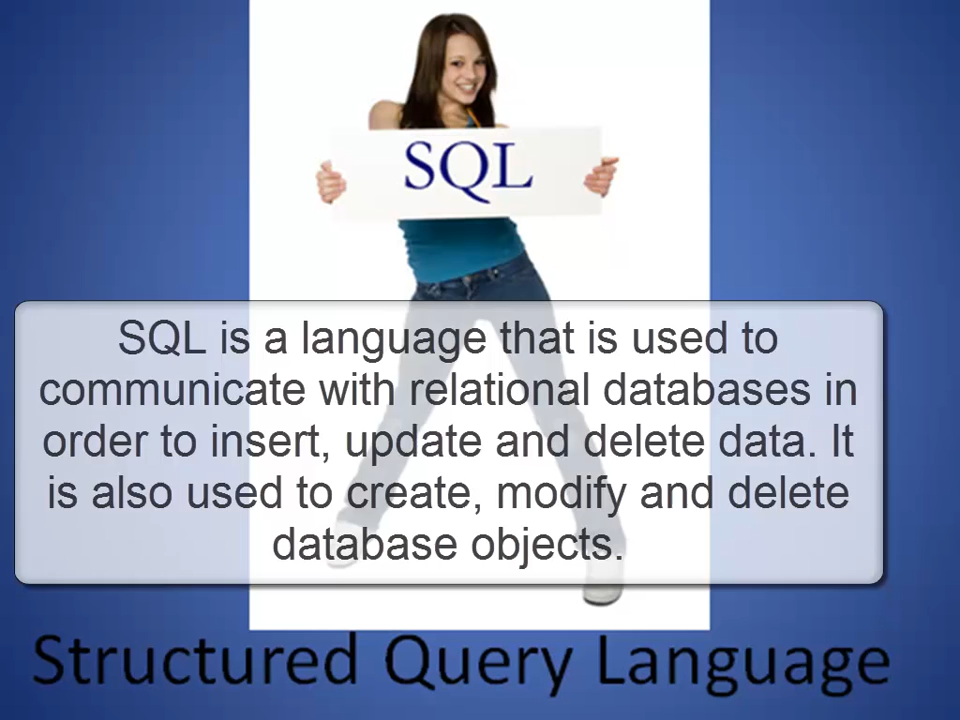 SQL
SQL is a language that is used to
communicate with relational databases in
order to insert, update and delete data. It
is also used to create, modify and delete
database objects.
Structured Query Language